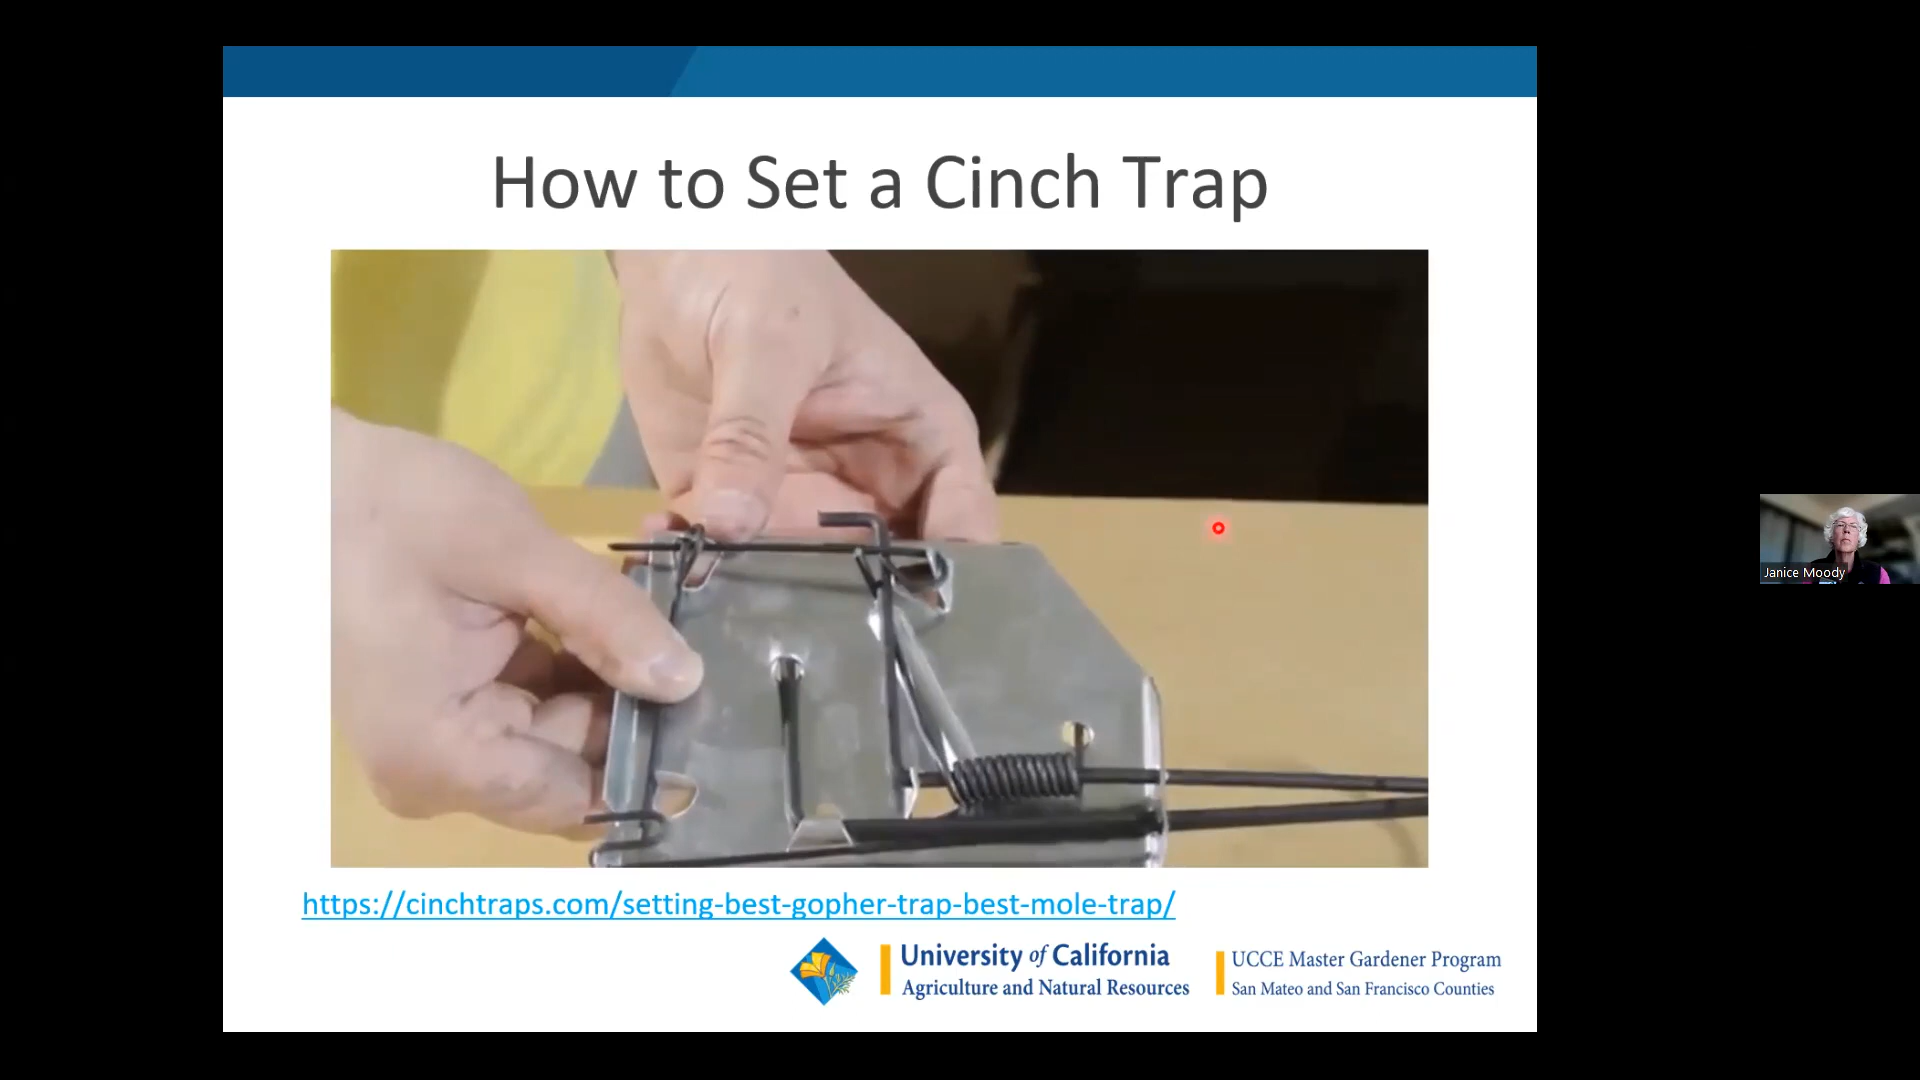 How to Set a Cinch Trap
Janice Moody
https://cinchtraps.com/setting-best-gopher-trap-best-mole-trap/
University of California
Agriculture and Natural Resources
UCCE Master Gardener Program
San Mateo and San Francisco Counties